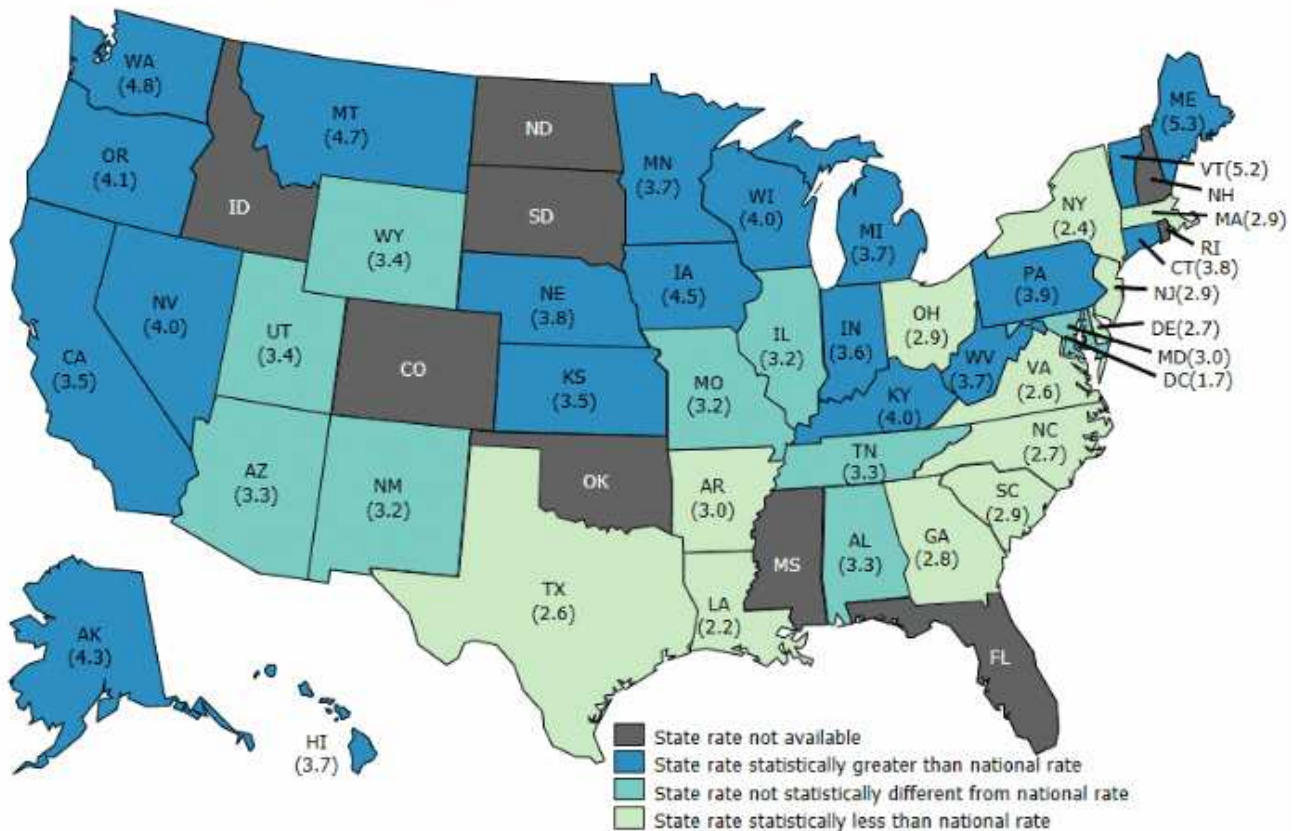 WA
(4.8)
MT
(4.7)
ND
OR
(4.1)
ID
SD
MN
(3.7)
WI
(4.0)
MI
(3.7)
ME
(5.3)
VT(5.2)
NH
NY
(2.4)
MA(2.9)
RI
CT(3.8)
WY
(3.4)
NE
(3.8)
IA
(4.5)
PA
(3.9)
NJ(2.9)
NV
(4.0)
UT
(3.4)
CA
(3.5)
CO
KS
(3.5)
MO
(3.2)
IL
(3.2)
IN
(3.6)
OH
(2.9)
WV
(3.7)
DE(2.7)
MD(3.0)
DC(1.7)
VA
(2.6)
KY
(4.0)
NC
(2.7)
TN
(3.3)
AZ
(3.3)
NM
(3.2)
OK
AR
(3.0)
SC
(2.9)
MS
AL
(3.3)
GA
(2.8)
TX
(2.6)
LA
(2.2)
FL
AK
(4.3)
HI
(3.7)
State rate not available
State rate statistically greater than national rate
State rate not statistically different from national rate
State rate statistically less than national rate